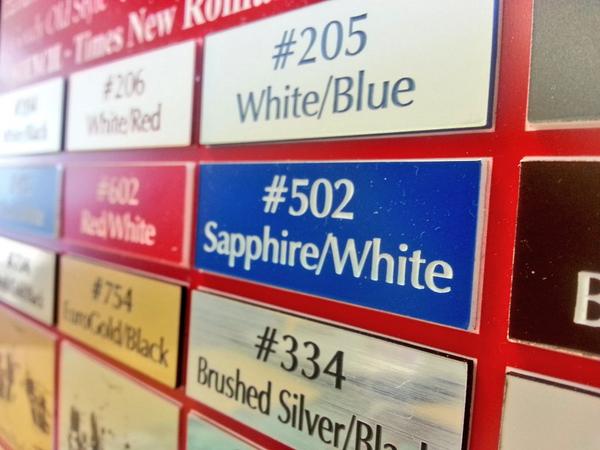 Times New Roman
#205
White/Blue
#206
White/Red
#502
Sapphire/White
#602
Red/White
#754
EuroGold/Black
#334
Brushed Silver/Bla
B